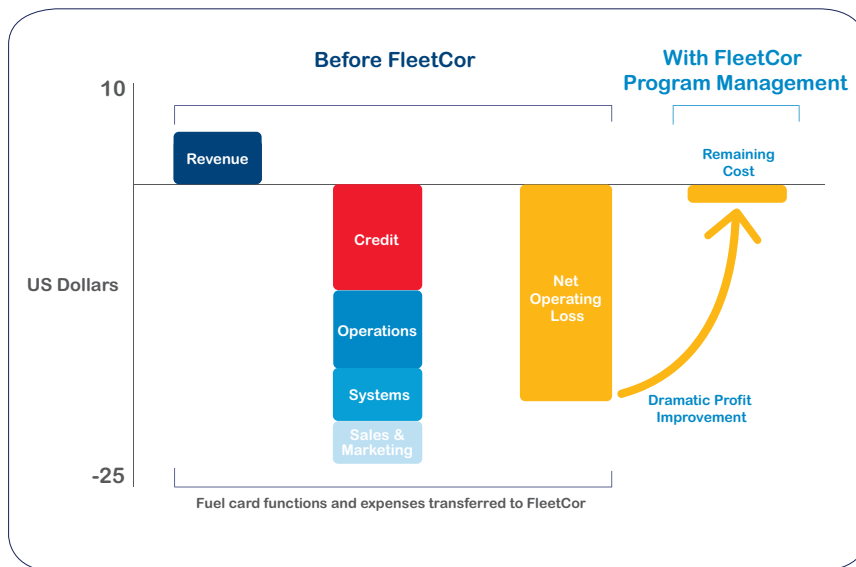 Before FleetCor
With FleetCor
Program Management
10
Revenue
Remaining
Cost
Credit
US Dollars
Net
Operating
Loss
Operations
Systems
Dramatic Profit
Improvement
Sales &
Marketing
-25
Fuel card functions and expenses transferred to FleetCor